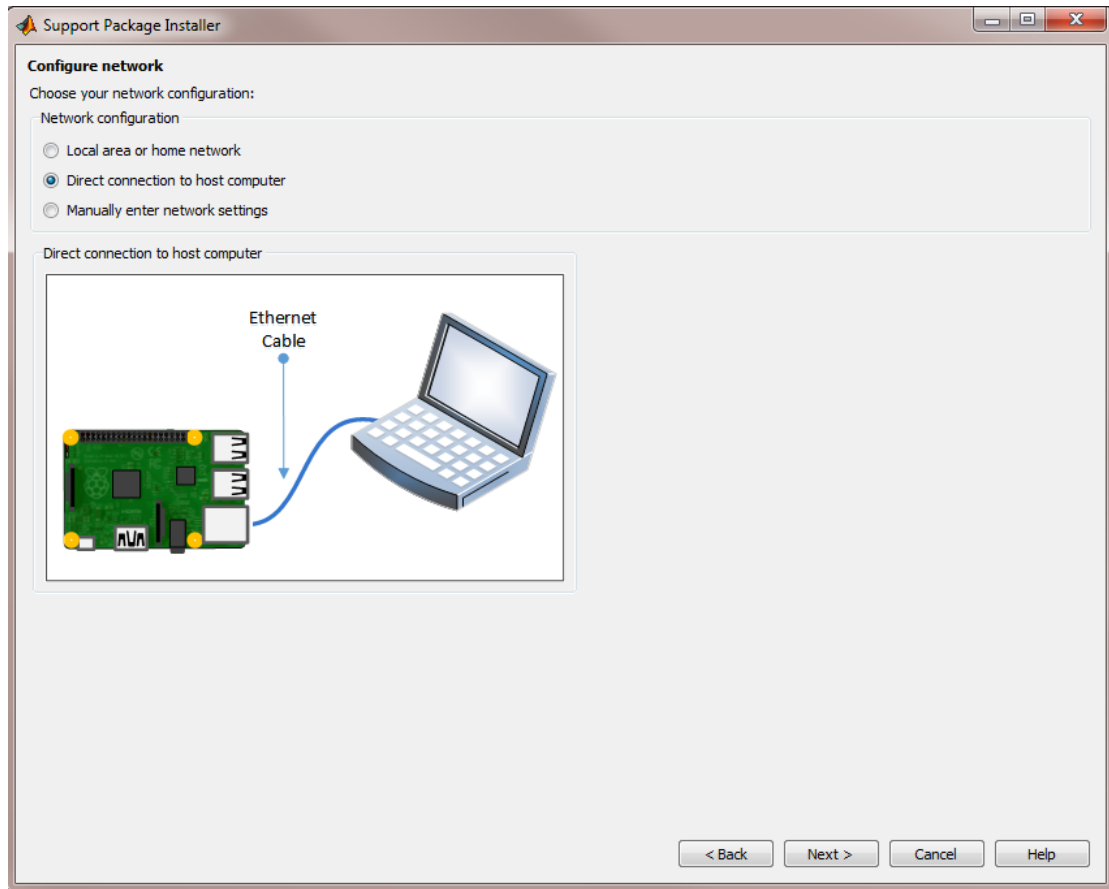 Support Package Installer
Configure network
Choose your network configuration:
Network configuration
Local area or home network
Direct connection to host computer
Manually enter network settings
Direct connection to host computer
Ethernet
Cable
< Back
Next >
Cancel
Help